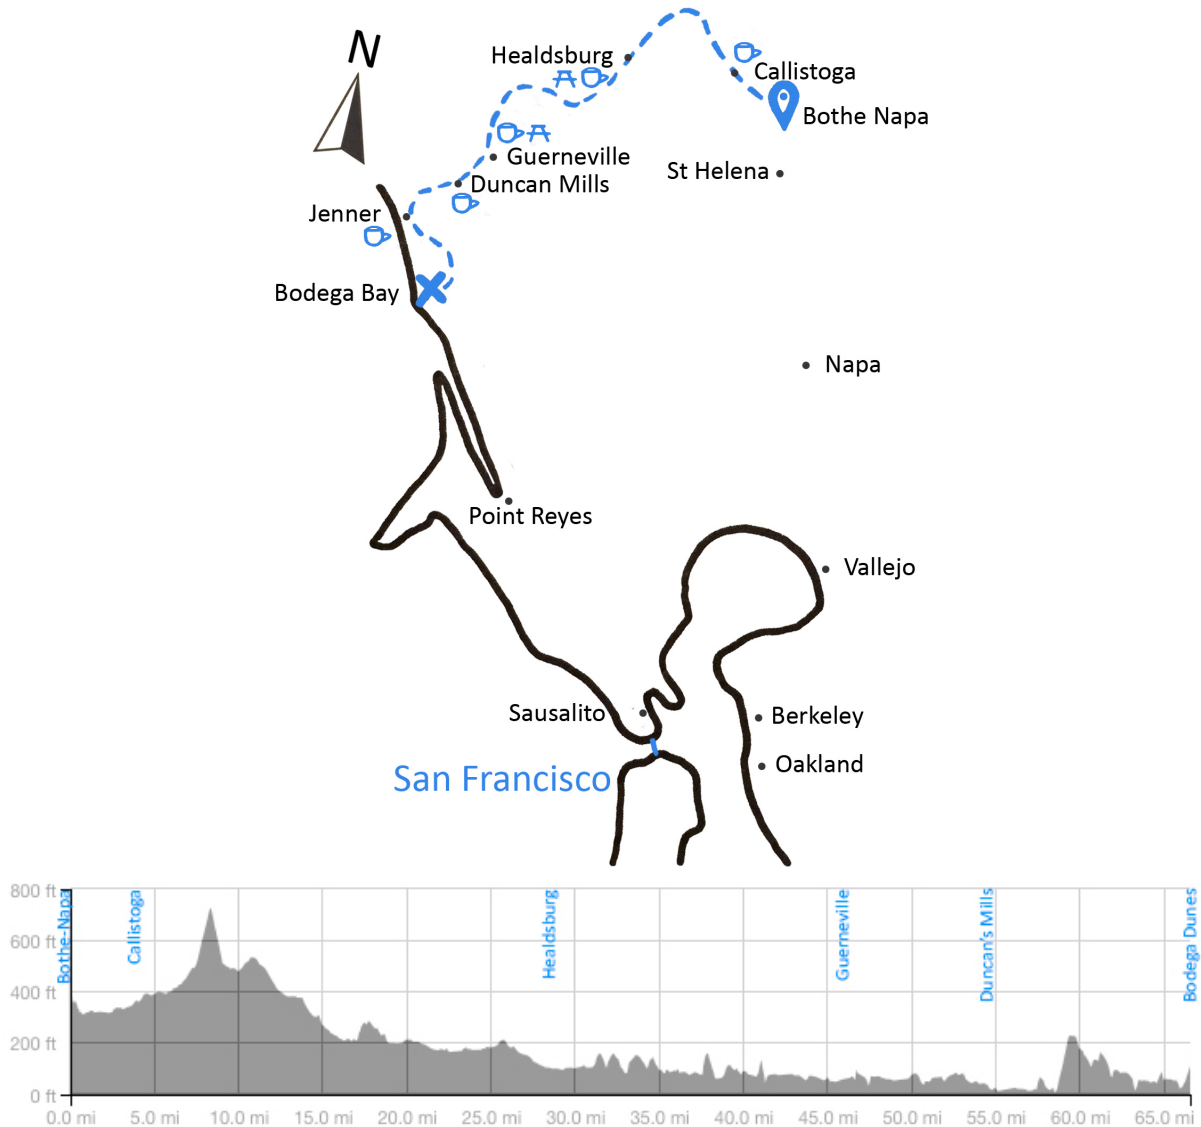 N
Healdsburg
Callistoga
Bothe Napa
Guerneville
St Helena
Duncan Mills
Jenner
Bodega Bay
Napa
Point Reyes
Vallejo
Sausalito
Berkeley
Oakland
San Francisco
800 ft
600 ft
400 ft
200 ft
0 ft
Bothe-Napa
Callistoga
Healdsburg
Guerneville
Duncan's Mills
Bodega Dunes
0.0 mi 5.0 mi 10.0 mi 15.0 mi 20.0 mi 25.0 mi 30.0 mi 35.0 mi 40.0 mi 45.0 mi 50.0 mi 55.0 mi 60.0 mi 65.0 mi